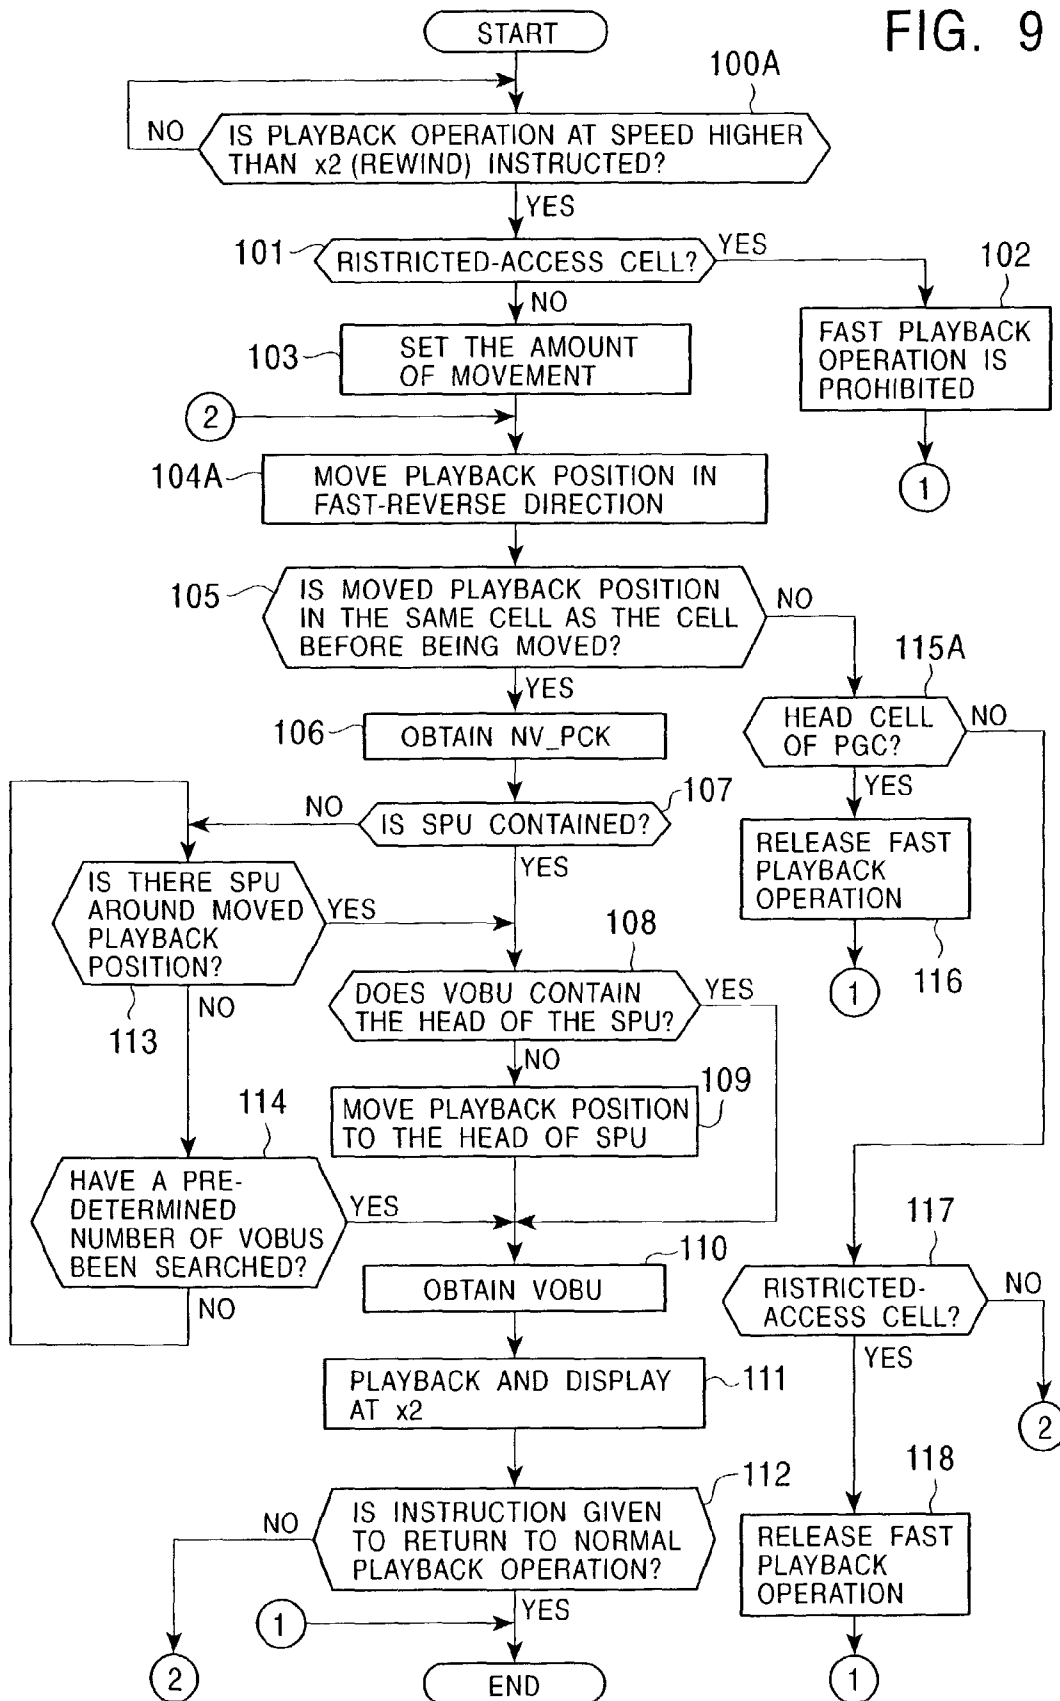 FIG. 9
START
100A
NO
IS PLAYBACK OPERATION AT SPEED HIGHER
THAN x2 (REWIND) INSTRUCTED?
YES
101
RISTRICTED-ACCESS CELL?
YES
NO
102
FAST PLAYBACK
OPERATION IS
PROHIBITED
1
103
SET THE AMOUNT
OF MOVEMENT
2
104A
MOVE PLAYBACK POSITION IN
FAST-REVERSE DIRECTION
105
IS MOVED PLAYBACK POSITION
IN THE SAME CELL AS THE CELL
BEFORE BEING MOVED?
NO
YES
115A
HEAD CELL
OF PGC?
NO
YES
106
OBTAIN NV_PCK
107
NO
IS SPU CONTAINED?
YES
RELEASE FAST
PLAYBACK
OPERATION
116
1
IS THERE SPU
AROUND MOVED
PLAYBACK
POSITION?
YES
113
NO
108
DOES VOBU CONTAIN
THE HEAD OF THE SPU?
YES
NO
109
MOVE PLAYBACK POSITION
TO THE HEAD OF SPU
114
HAVE A PRE-
DETERMINED
NUMBER OF VOBUS
BEEN SEARCHED?
YES
NO
110
OBTAIN VOBU
117
RISTRICTED-
ACCESS CELL?
NO
YES
2
PLAYBACK AND DISPLAY
AT x2
111
112
NO
IS INSTRUCTION GIVEN
TO RETURN TO NORMAL
PLAYBACK OPERATION?
YES
118
RELEASE FAST
PLAYBACK
OPERATION
1
1
2
END